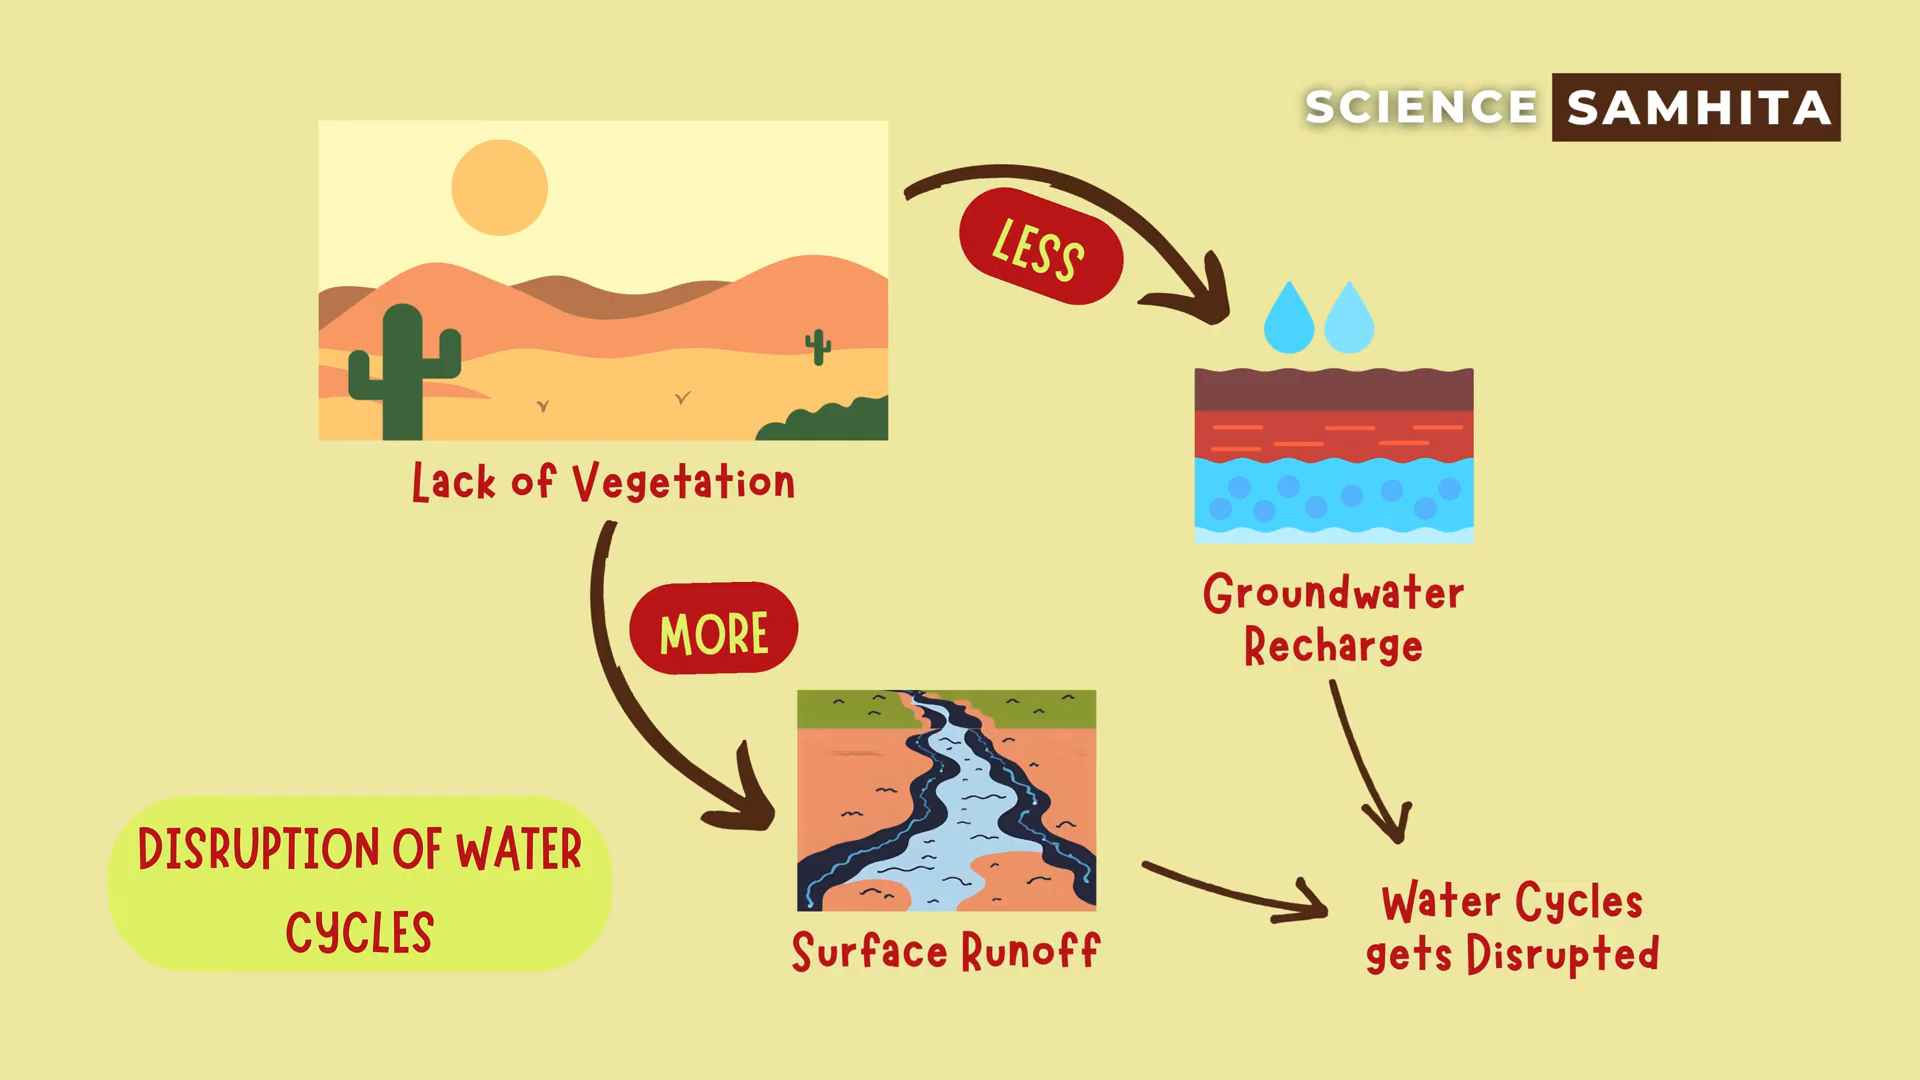 SCIENCE SAMHITA
LESS
Lack of Vegetation
Groundwater
Recharge
MORE
DISRUPTION OF WATER
CYCLES
Surface Runoff
Water Cycles
gets Disrupted